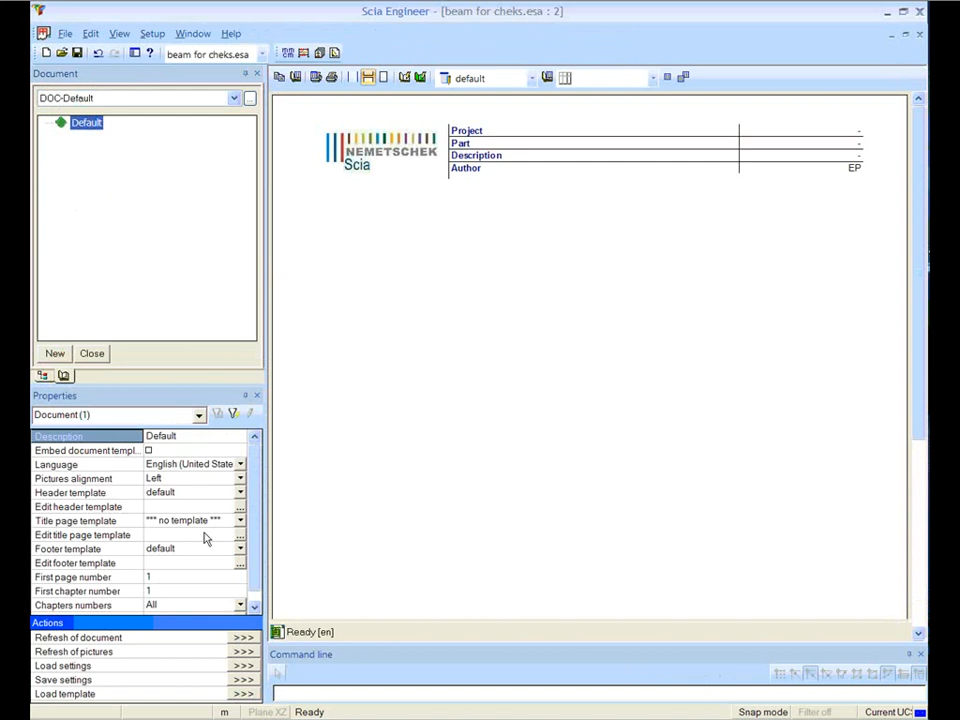 Scia Engineer - [beam for cheks.esa : 2]
File Edit View Setup Window Help
beam for cheks.esa
Document
DOC-Default
default
Default
Project -
NEMETSCHEK
Scia
Part -
Description -
Author EP
New Close
Properties
Document (1)
Description Default
Embed document templ...
Language English (United State
Pictures alignment Left
Header template default
Edit header template ...
Title page template *** no template ***
Edit title page template ...
Footer template default
Edit footer template ...
First page number 1
First chapter number 1
Chapters numbers All
Actions
Refresh of document >>>
Refresh of pictures >>>
Load settings >>>
Save settings >>>
Load template >>>
Ready [en]
Command line
m Plane XZ Ready Snap mode Filter off Current UCS